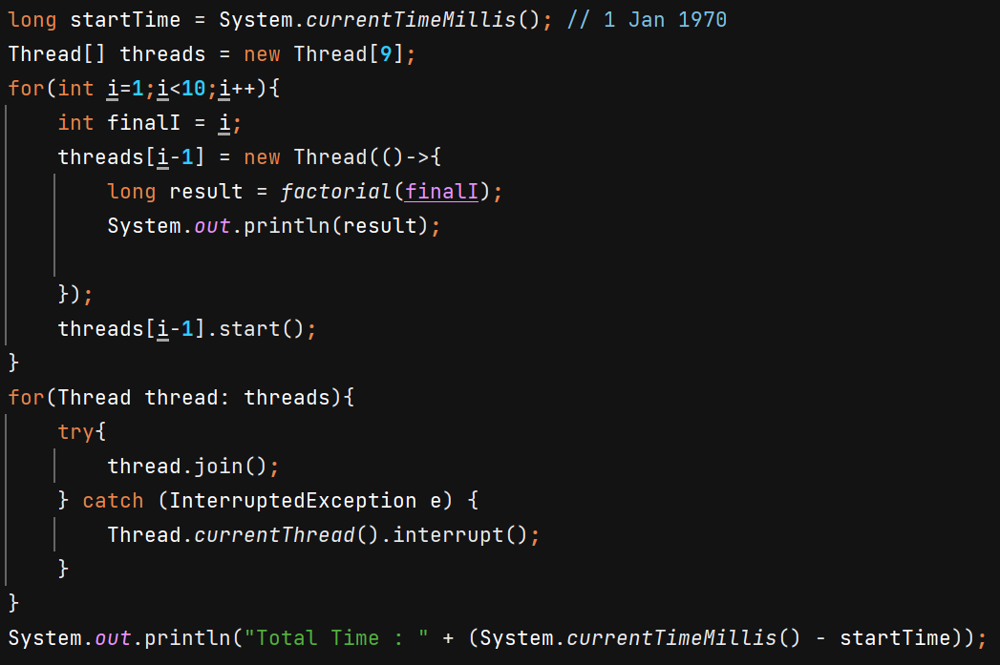 long startTime = System.currentTimeMillis(); // 1 Jan 1970
Thread[] threads = new Thread[9];
for(int i=1;i<10;i++){
    int finalI = i;
    threads[i-1] = new Thread(()->{
        long result = factorial(finalI);
        System.out.println(result);
    });
    threads[i-1].start();
}
for(Thread thread: threads){
    try{
        thread.join();
    } catch (InterruptedException e) {
        Thread.currentThread().interrupt();
    }
}
System.out.println("Total Time : " + (System.currentTimeMillis() - startTime));